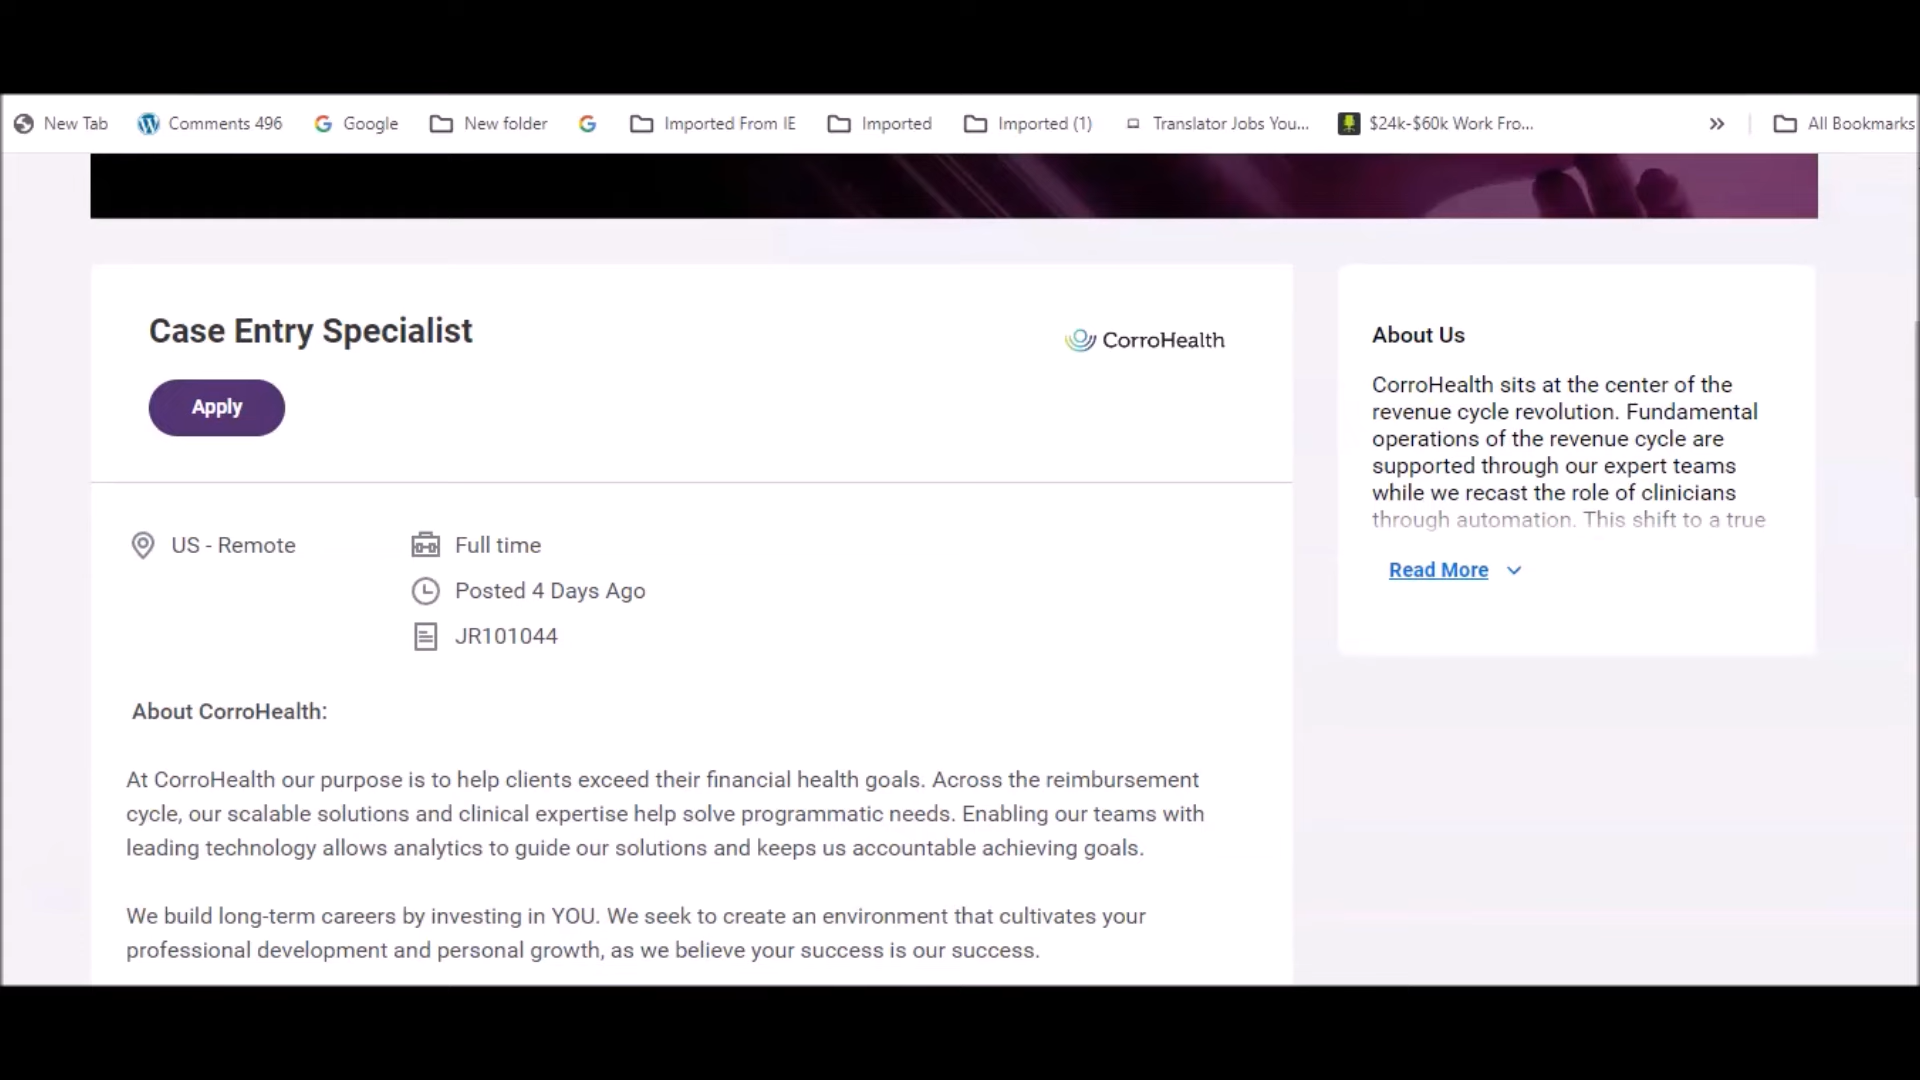 New Tab Comments 496 Google New folder Imported From IE Imported Imported (1) Translator Jobs You... $24k-$60k Work Fro... » All Bookmarks
Case Entry Specialist
CorroHealth
Apply
US - Remote
Full time
Posted 4 Days Ago
JR101044
About CorroHealth:
At CorroHealth our purpose is to help clients exceed their financial health goals. Across the reimbursement
cycle, our scalable solutions and clinical expertise help solve programmatic needs. Enabling our teams with
leading technology allows analytics to guide our solutions and keeps us accountable achieving goals.
We build long-term careers by investing in YOU. We seek to create an environment that cultivates your
professional development and personal growth, as we believe your success is our success.
About Us
CorroHealth sits at the center of the
revenue cycle revolution. Fundamental
operations of the revenue cycle are
supported through our expert teams
while we recast the role of clinicians
through automation. This shift to a true
Read More